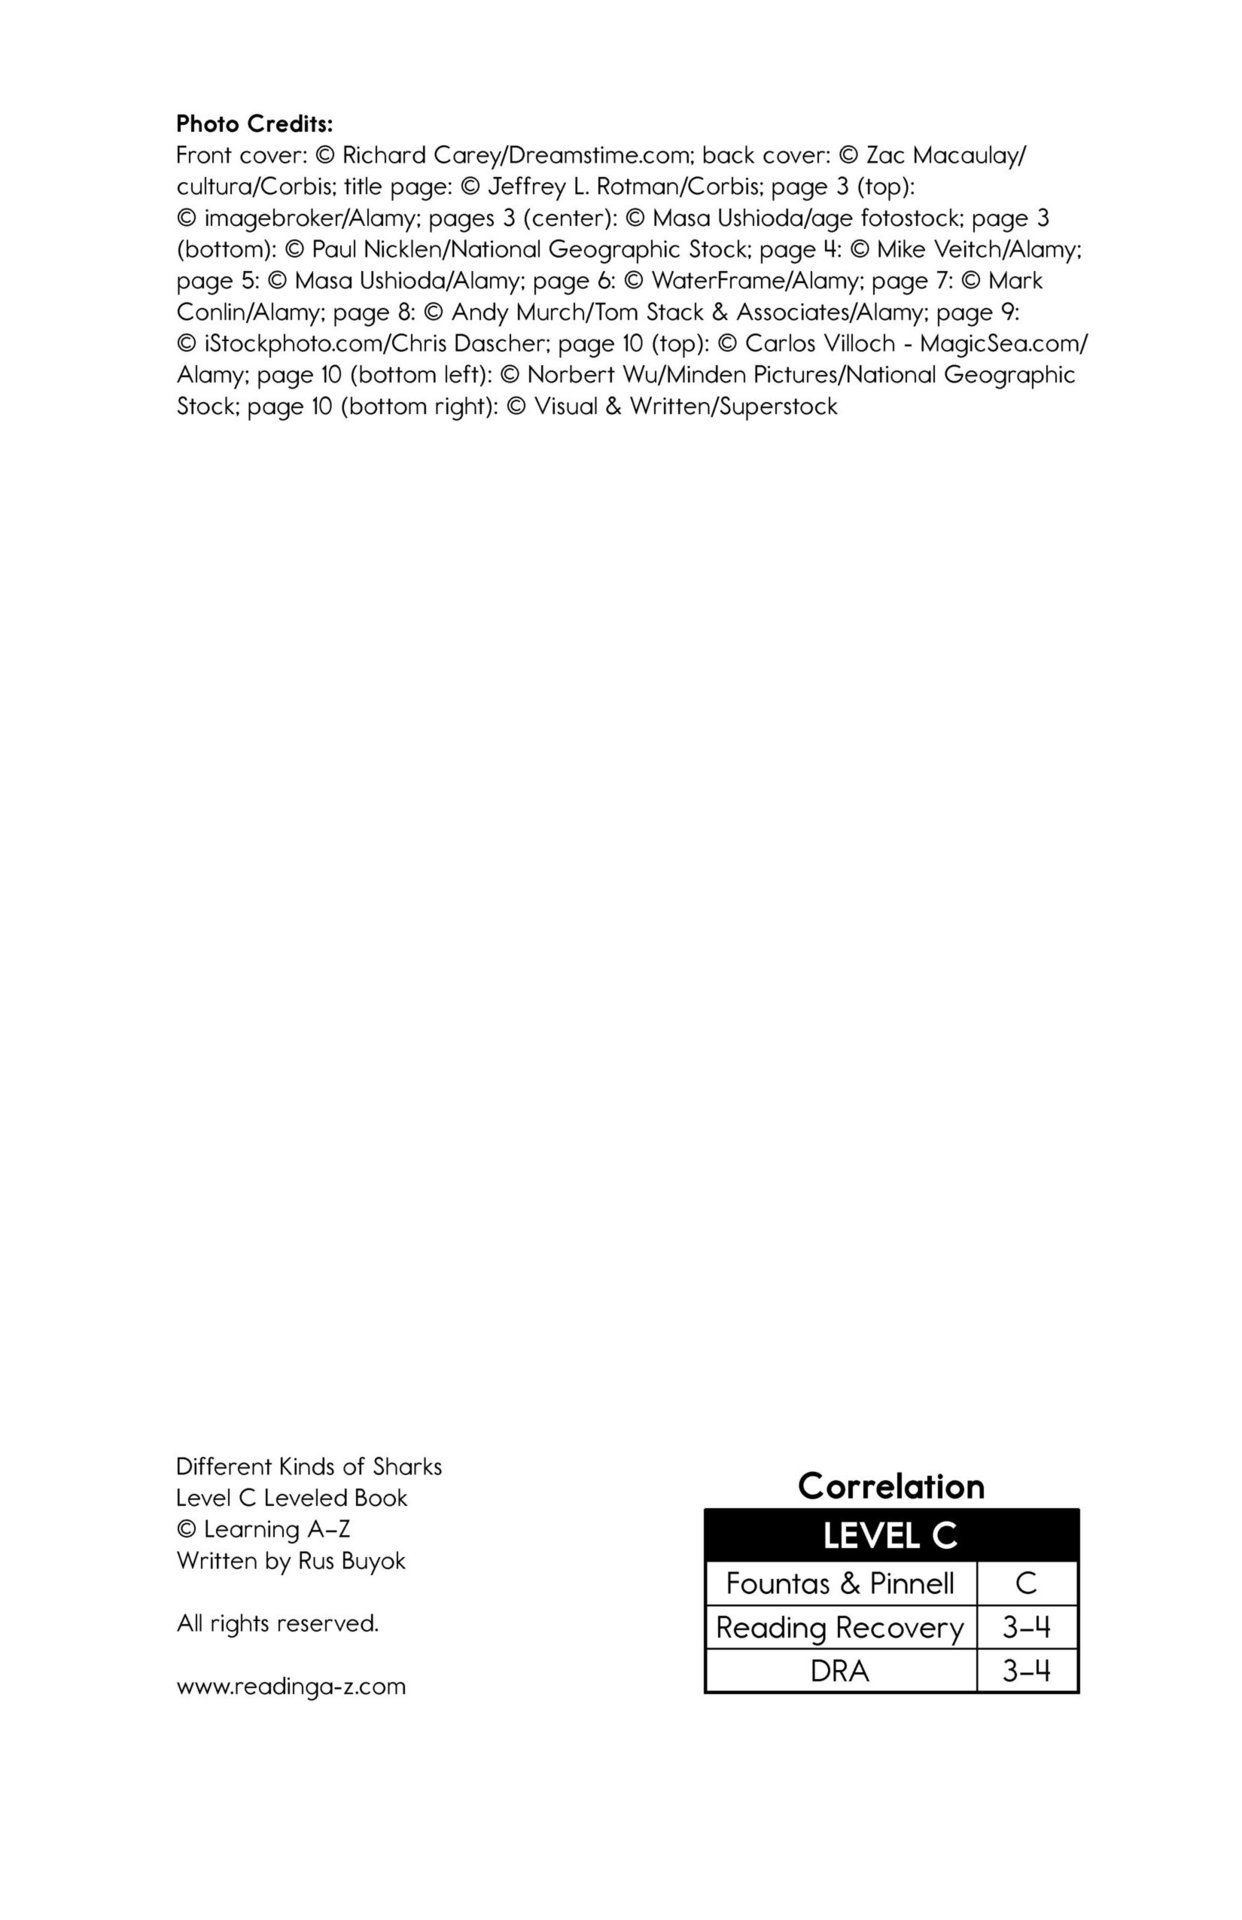 Photo Credits:
Front cover: © Richard Carey/Dreamstime.com; back cover: © Zac Macaulay/
cultura/Corbis; title page: © Jeffrey L. Rotman/Corbis; page 3 (top):
© imagebroker/Alamy; pages 3 (center): © Masa Ushioda/age fotostock; page 3
(bottom): © Paul Nicklen/National Geographic Stock; page 4: © Mike Veitch/Alamy;
page 5: © Masa Ushioda/Alamy; page 6: © WaterFrame/Alamy; page 7: © Mark
Conlin/Alamy; page 8: © Andy Murch/Tom Stack & Associates/Alamy; page 9:
© iStockphoto.com/Chris Dascher; page 10 (top): © Carlos Villoch - MagicSea.com/
Alamy; page 10 (bottom left): © Norbert Wu/Minden Pictures/National Geographic
Stock; page 10 (bottom right): © Visual & Written/Superstock
Different Kinds of Sharks
Level C Leveled Book
© Learning A–Z
Written by Rus Buyok
All rights reserved.
www.readinga-z.com
Correlation
LEVEL C
Fountas & Pinnell C
Reading Recovery 3–4
DRA 3–4